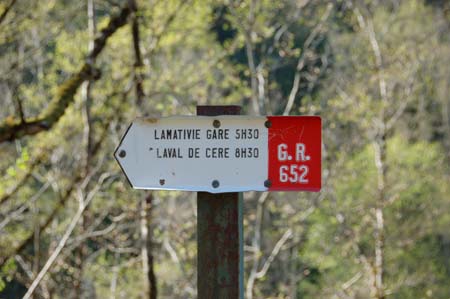 LAMATIVIE GARE 5H30
LAVAL DE CERE 8H30
G.R.
652